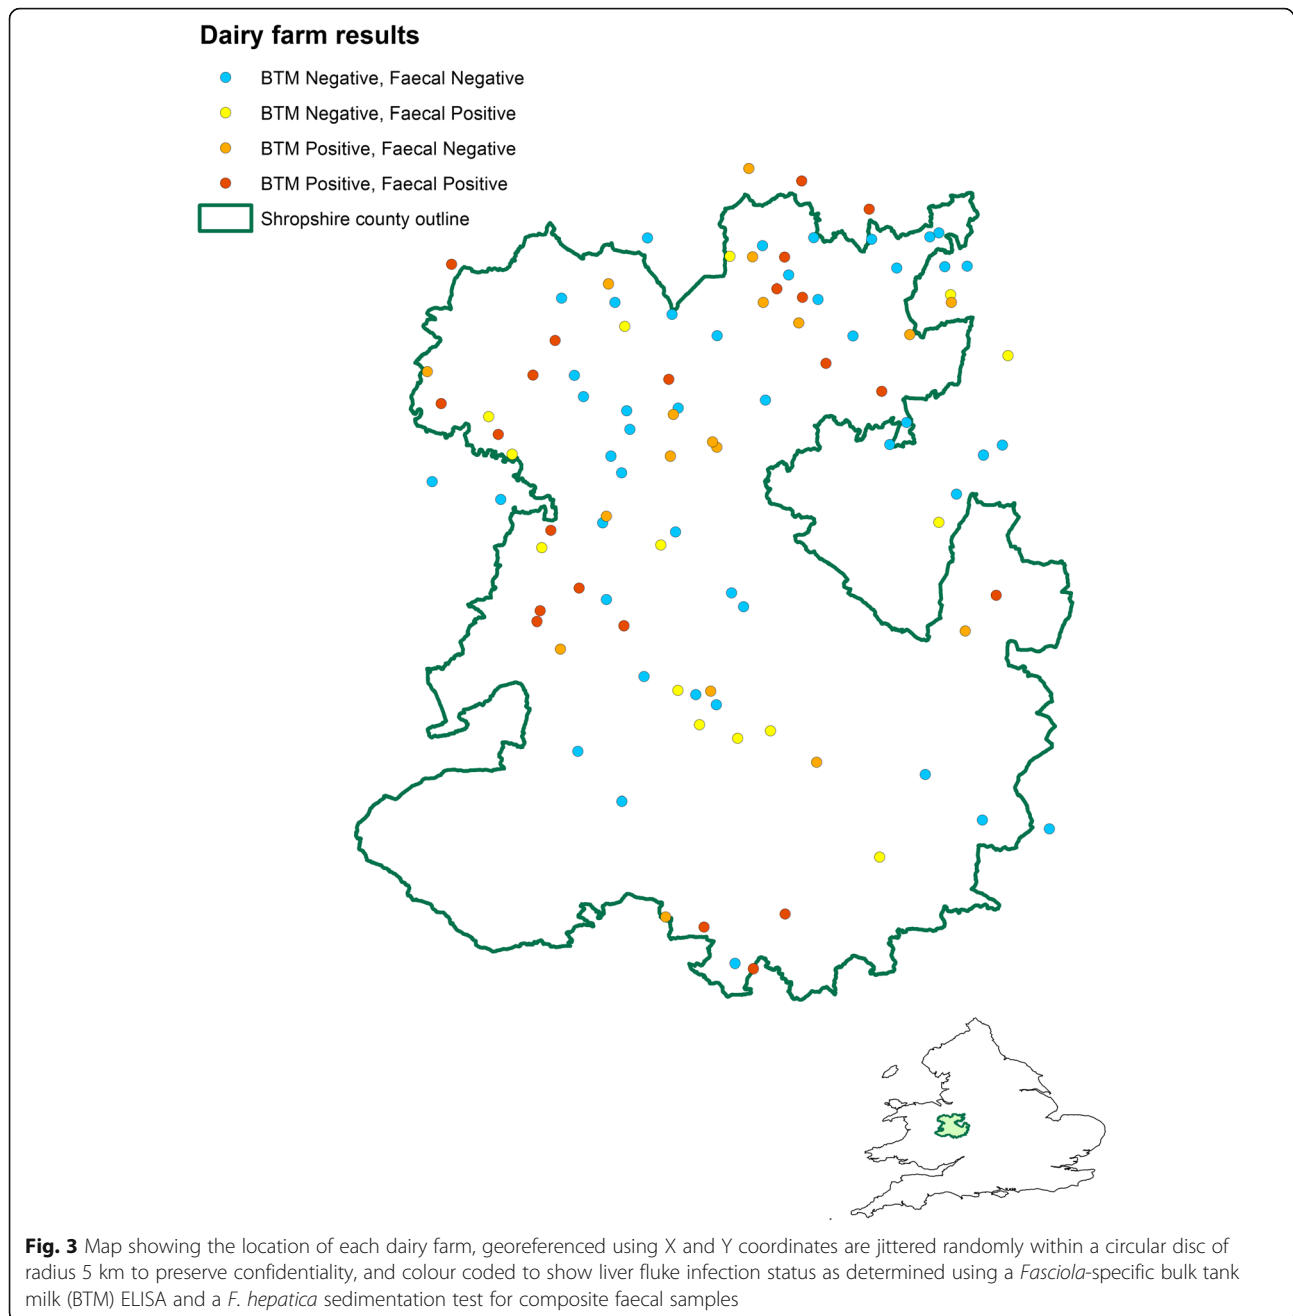 Dairy farm results
BTM Negative, Faecal Negative
BTM Negative, Faecal Positive
BTM Positive, Faecal Negative
BTM Positive, Faecal Positive
Shropshire county outline
Fig. 3 Map showing the location of each dairy farm, georeferenced using X and Y coordinates are jittered randomly within a circular disc of
radius 5 km to preserve confidentiality, and colour coded to show liver fluke infection status as determined using a Fasciola-specific bulk tank
milk (BTM) ELISA and a F. hepatica sedimentation test for composite faecal samples